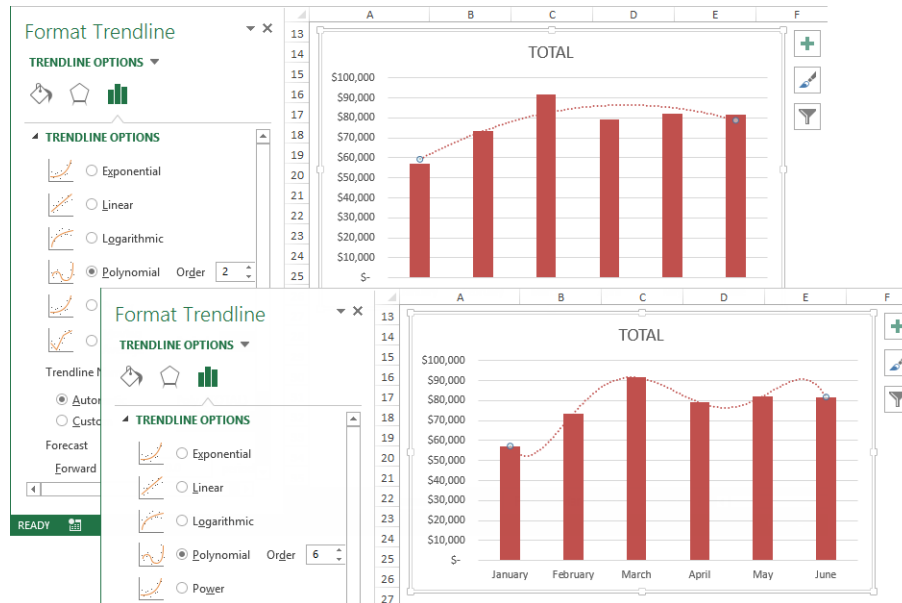 Format Trendline
TRENDLINE OPTIONS
TRENDLINE OPTIONS
Exponential
Linear
Logarithmic
Polynomial Order 2
Trendline N
Autor
Custo
Forecast
Forward
READY
A B C D E F
13
14
15
16
17
18
19
20
21
22
23
24
25
TOTAL
$100,000
$90,000
$80,000
$70,000
$60,000
$50,000
$40,000
$30,000
$20,000
$10,000
$-
Format Trendline
TRENDLINE OPTIONS
TRENDLINE OPTIONS
Exponential
Linear
Logarithmic
Polynomial Order 6
Power
A B C D E F
13
14
15
16
17
18
19
20
21
22
23
24
25
26
27
TOTAL
$100,000
$90,000
$80,000
$70,000
$60,000
$50,000
$40,000
$30,000
$20,000
$10,000
$-
January February March April May June